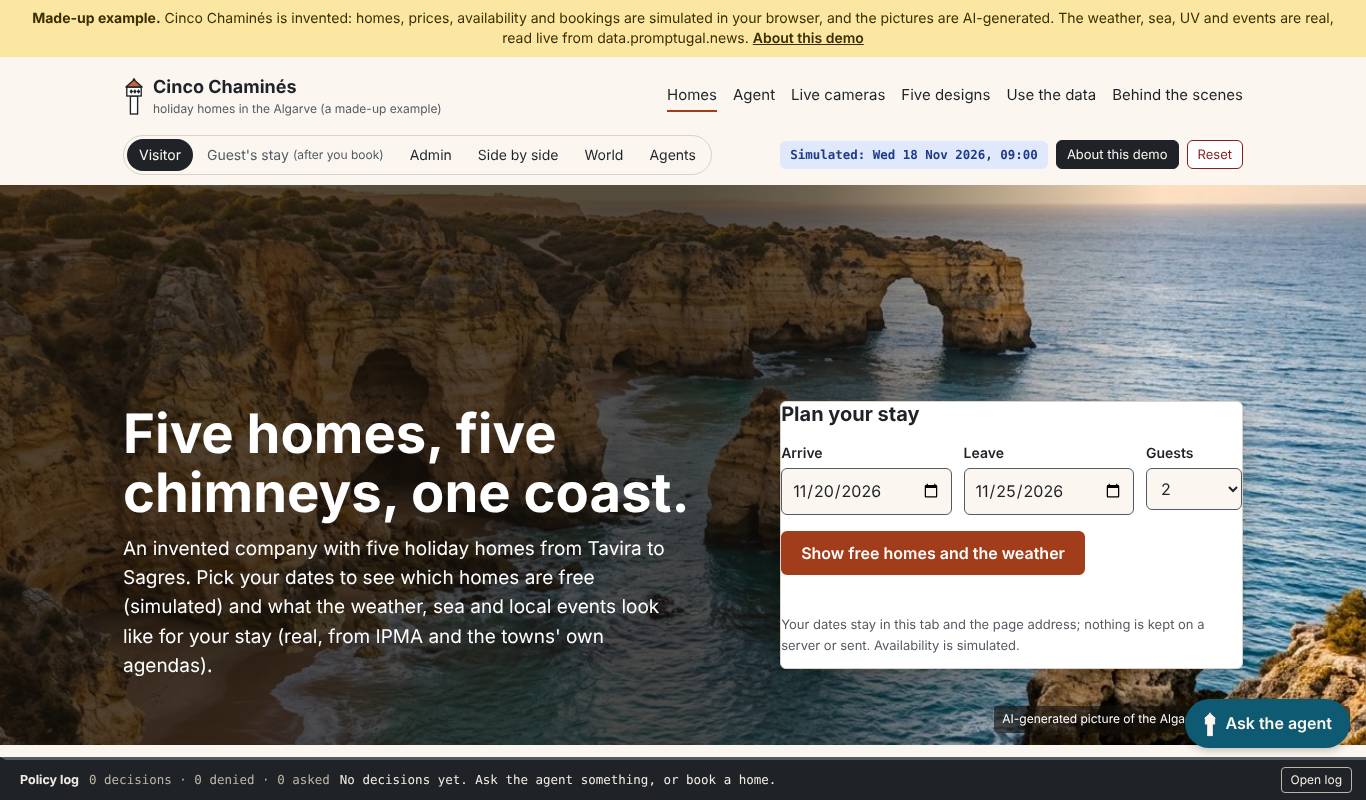 Made-up example. Cinco Chaminés is invented: homes, prices, availability and bookings are simulated in your browser, and the pictures are AI-generated. The weather, sea, UV and events are real,
read live from data.promptugal.news. About this demo
Cinco Chaminés
holiday homes in the Algarve (a made-up example)
Homes Agent Live cameras Five designs Use the data Behind the scenes
Visitor Guest's stay (after you book) Admin Side by side World Agents
Simulated: Wed 18 Nov 2026, 09:00 About this demo Reset
Five homes, five
chimneys, one coast.
An invented company with five holiday homes from Tavira to
Sagres. Pick your dates to see which homes are free
(simulated) and what the weather, sea and local events look
like for your stay (real, from IPMA and the towns' own
agendas).
Plan your stay
Arrive Leave Guests
11/20/2026 11/25/2026 2
Show free homes and the weather
Your dates stay in this tab and the page address; nothing is kept on a
server or sent. Availability is simulated.
AI-generated picture of the Alga
Ask the agent
Policy log 0 decisions · 0 denied · 0 asked No decisions yet. Ask the agent something, or book a home. Open log